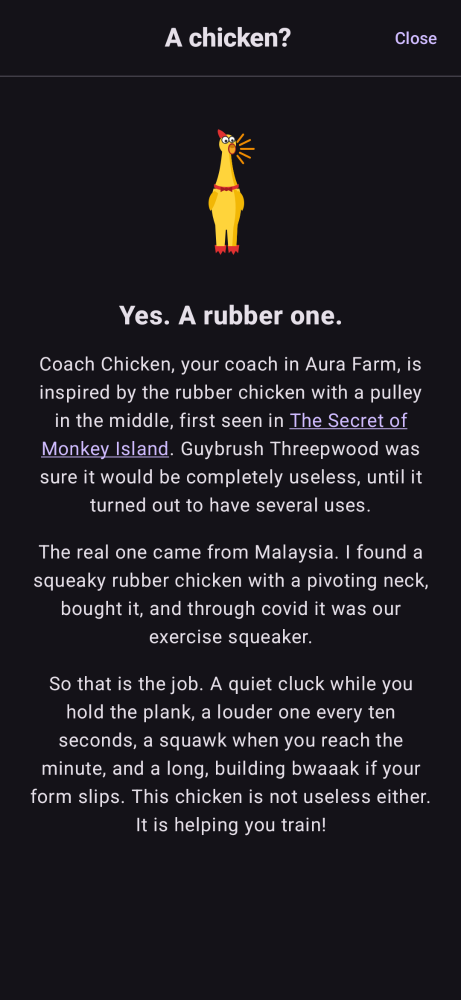 A chicken?
Close
Yes. A rubber one.
Coach Chicken, your coach in Aura Farm, is
inspired by the rubber chicken with a pulley
in the middle, first seen in The Secret of
Monkey Island. Guybrush Threepwood was
sure it would be completely useless, until it
turned out to have several uses.
The real one came from Malaysia. I found a
squeaky rubber chicken with a pivoting neck,
bought it, and through covid it was our
exercise squeaker.
So that is the job. A quiet cluck while you
hold the plank, a louder one every ten
seconds, a squawk when you reach the
minute, and a long, building bwaaak if your
form slips. This chicken is not useless either.
It is helping you train!